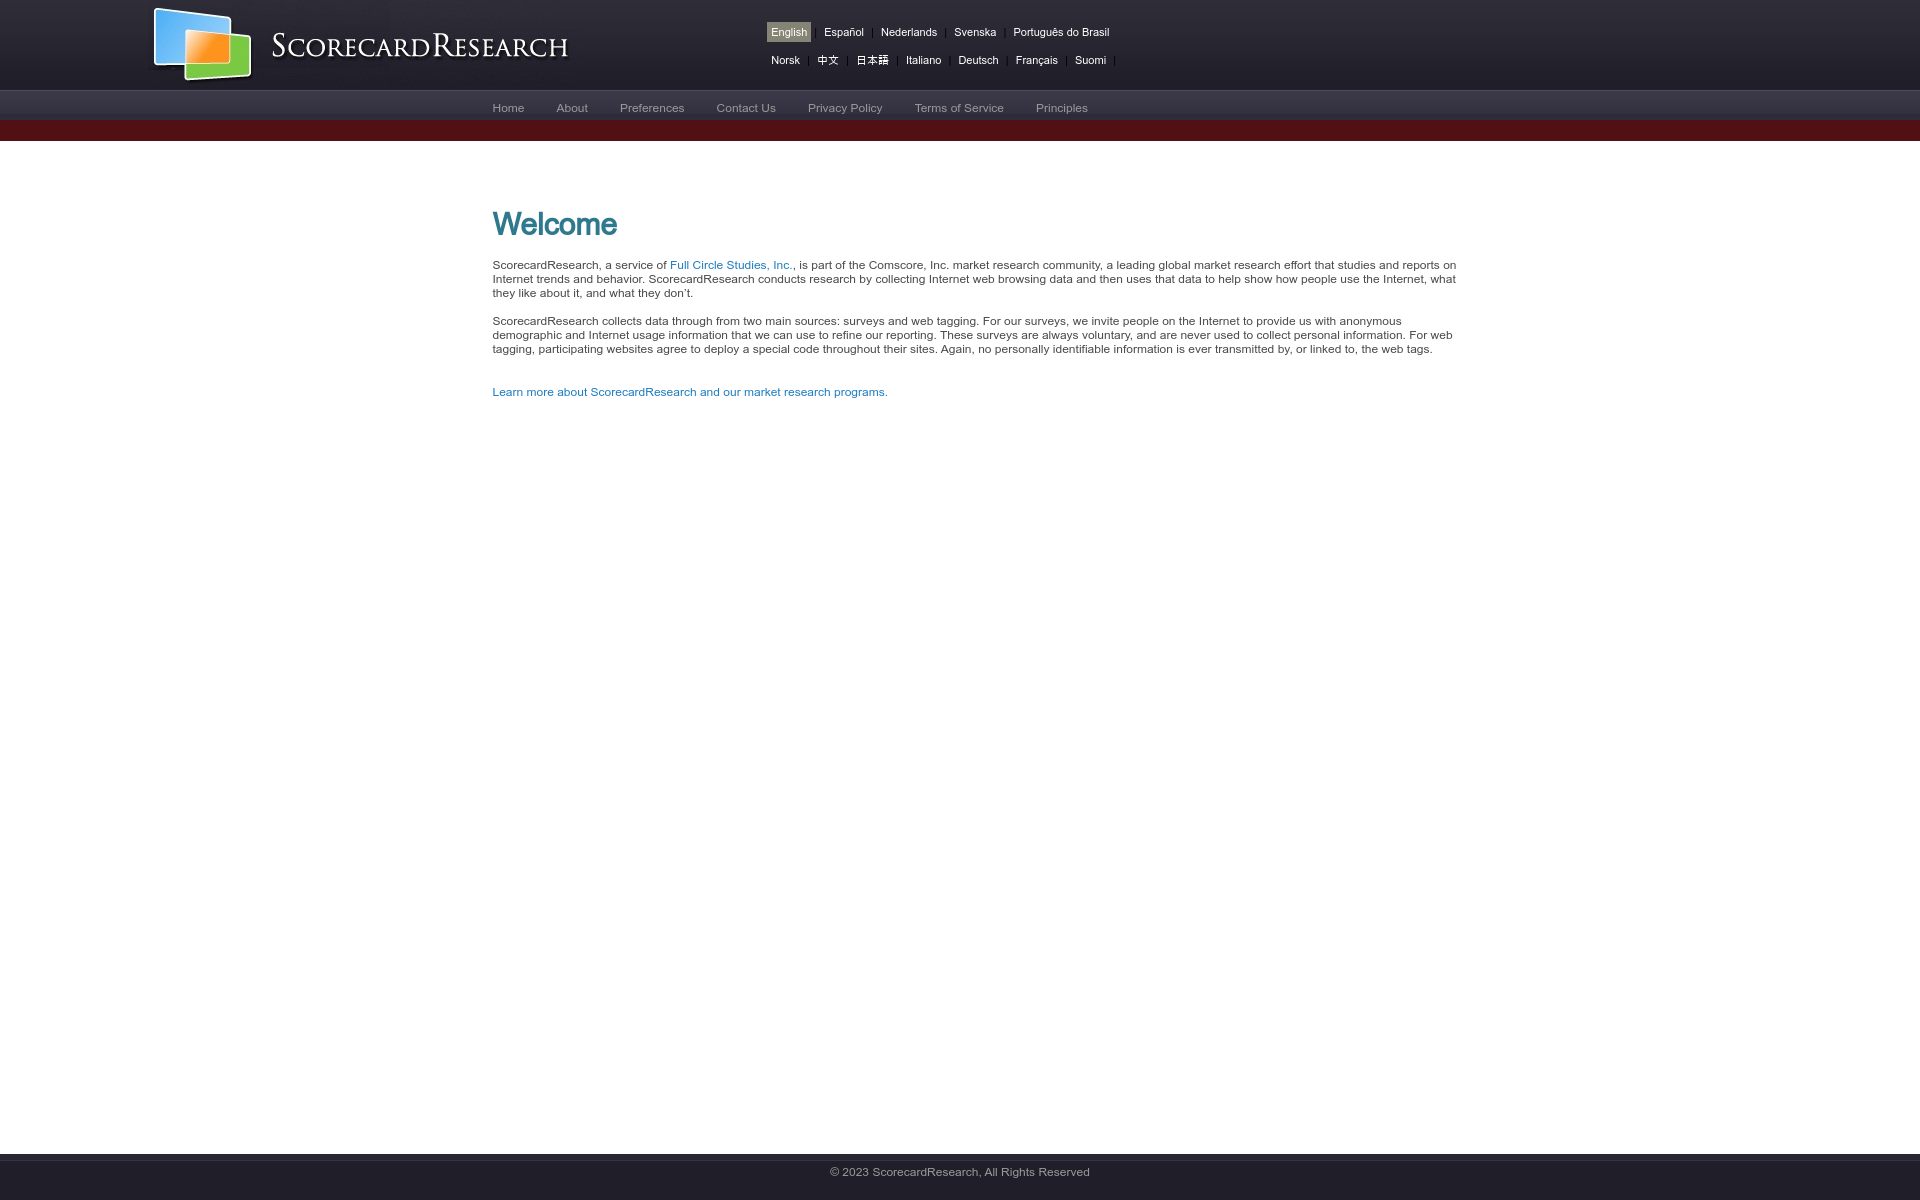 ScorecardResearch
English | Español | Nederlands | Svenska | Português do Brasil
Norsk | 中文 | 日本語 | Italiano | Deutsch | Français | Suomi |
Home About Preferences Contact Us Privacy Policy Terms of Service Principles
Welcome
ScorecardResearch, a service of Full Circle Studies, Inc., is part of the Comscore, Inc. market research community, a leading global market research effort that studies and reports on
Internet trends and behavior. ScorecardResearch conducts research by collecting Internet web browsing data and then uses that data to help show how people use the Internet, what
they like about it, and what they don’t.
ScorecardResearch collects data through from two main sources: surveys and web tagging. For our surveys, we invite people on the Internet to provide us with anonymous
demographic and Internet usage information that we can use to refine our reporting. These surveys are always voluntary, and are never used to collect personal information. For web
tagging, participating websites agree to deploy a special code throughout their sites. Again, no personally identifiable information is ever transmitted by, or linked to, the web tags.
Learn more about ScorecardResearch and our market research programs.
© 2023 ScorecardResearch, All Rights Reserved